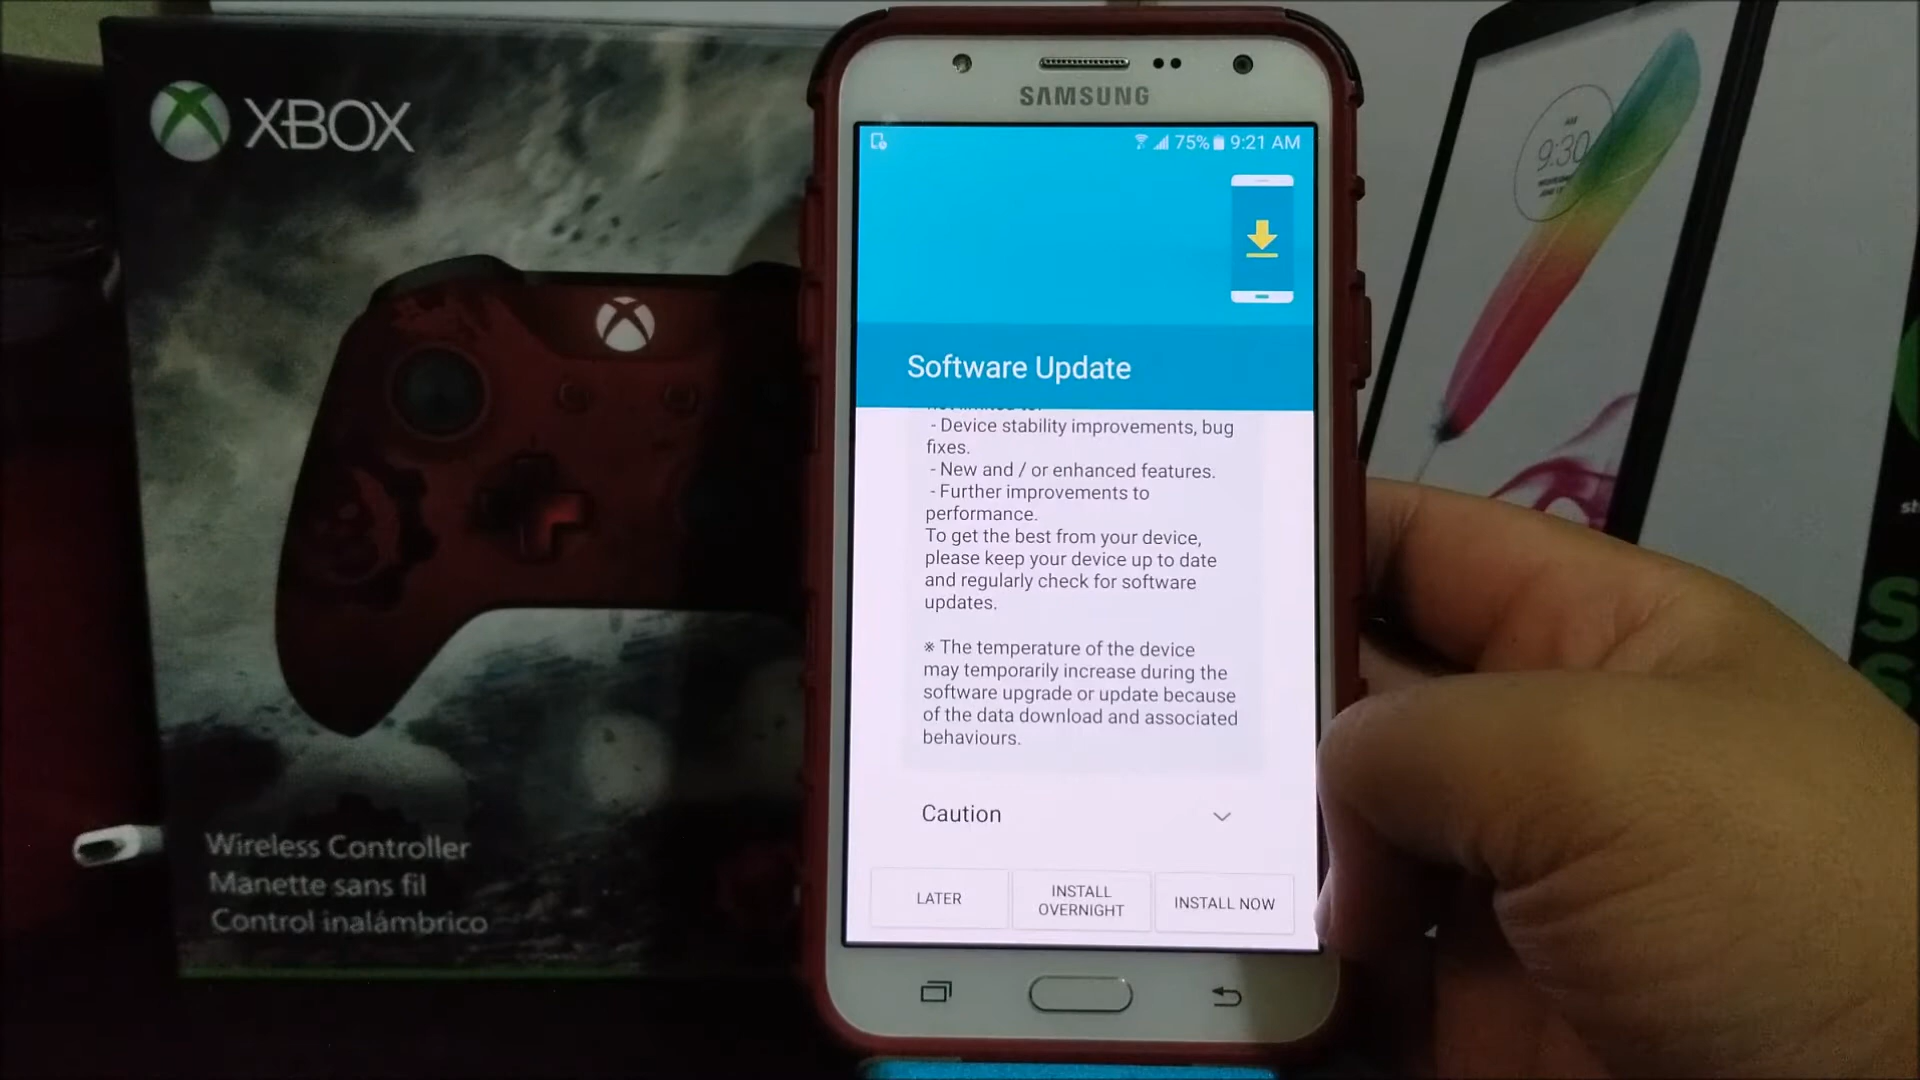 XBOX
Wireless Controller
Manette sans fil
Control inalámbrico
SAMSUNG
75% 9:21 AM
Software Update
- Device stability improvements, bug
fixes.
- New and / or enhanced features.
- Further improvements to
performance.
To get the best from your device,
please keep your device up to date
and regularly check for software
updates.
※ The temperature of the device
may temporarily increase during the
software upgrade or update because
of the data download and associated
behaviours.
Caution
LATER
INSTALL
OVERNIGHT
INSTALL NOW
9:30